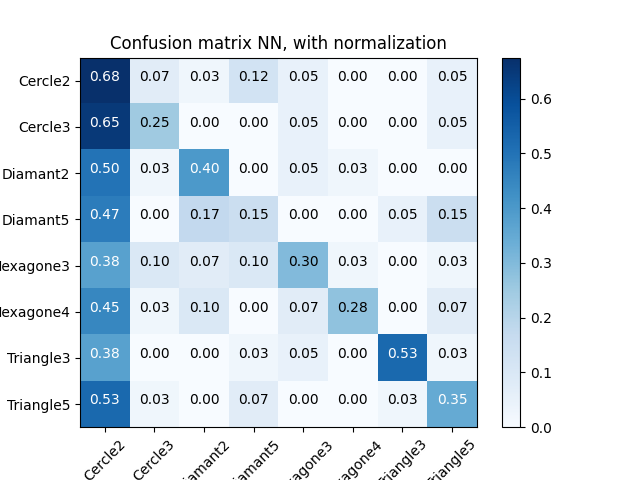 Confusion matrix NN, with normalization
Cercle2 0.68 0.07 0.03 0.12 0.05 0.00 0.00 0.05
Cercle3 0.65 0.25 0.00 0.00 0.05 0.00 0.00 0.05
Diamant2 0.50 0.03 0.40 0.00 0.05 0.03 0.00 0.00
Diamant5 0.47 0.00 0.17 0.15 0.00 0.00 0.05 0.15
exagone3 0.38 0.10 0.07 0.10 0.30 0.03 0.00 0.03
exagone4 0.45 0.03 0.10 0.00 0.07 0.28 0.00 0.07
Triangle3 0.38 0.00 0.00 0.03 0.05 0.00 0.53 0.03
Triangle5 0.53 0.03 0.00 0.07 0.00 0.00 0.03 0.35
Cercle2 Cercle3 iamant2 iamant5 xagone3 xagone4 riangle3 riangle5
0.6
0.5
0.4
0.3
0.2
0.1
0.0